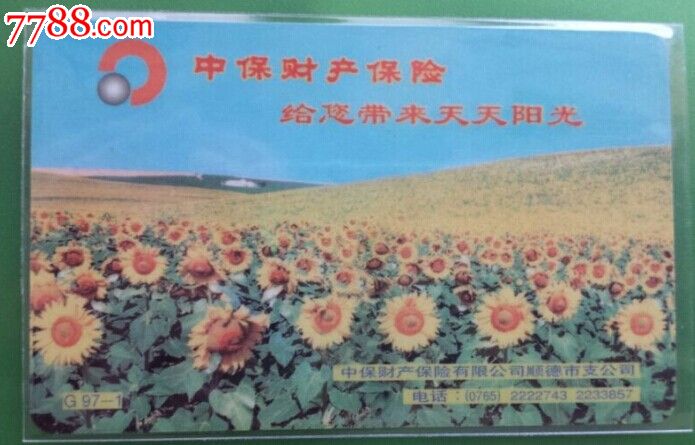 7788.com
中保财产保险
给您带来天天阳光
中保财产保险有限公司顺德市支公司
G 97-1
电话：(0765) 2222743 2233857